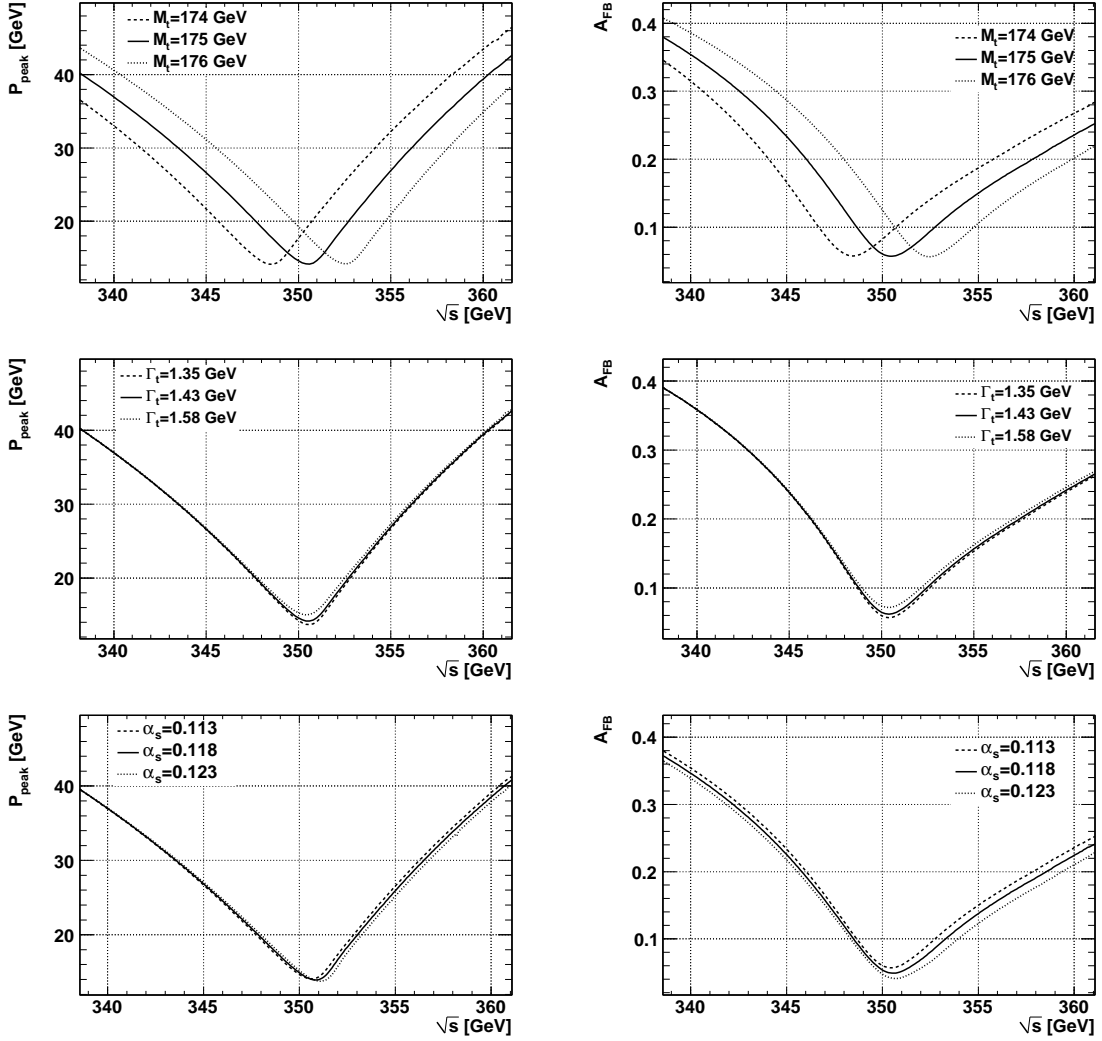 P_peak [GeV]
M_t=174 GeV
M_t=175 GeV
M_t=176 GeV
40
30
20
340 345 350 355 360
√s [GeV]
A_FB
M_t=174 GeV
M_t=175 GeV
M_t=176 GeV
0.4
0.3
0.2
0.1
340 345 350 355 360
√s [GeV]
P_peak [GeV]
Γ_t=1.35 GeV
Γ_t=1.43 GeV
Γ_t=1.58 GeV
40
30
20
340 345 350 355 360
√s [GeV]
A_FB
Γ_t=1.35 GeV
Γ_t=1.43 GeV
Γ_t=1.58 GeV
0.4
0.3
0.2
0.1
340 345 350 355 360
√s [GeV]
P_peak [GeV]
α_s=0.113
α_s=0.118
α_s=0.123
40
30
20
340 345 350 355 360
√s [GeV]
A_FB
α_s=0.113
α_s=0.118
α_s=0.123
0.4
0.3
0.2
0.1
340 345 350 355 360
√s [GeV]